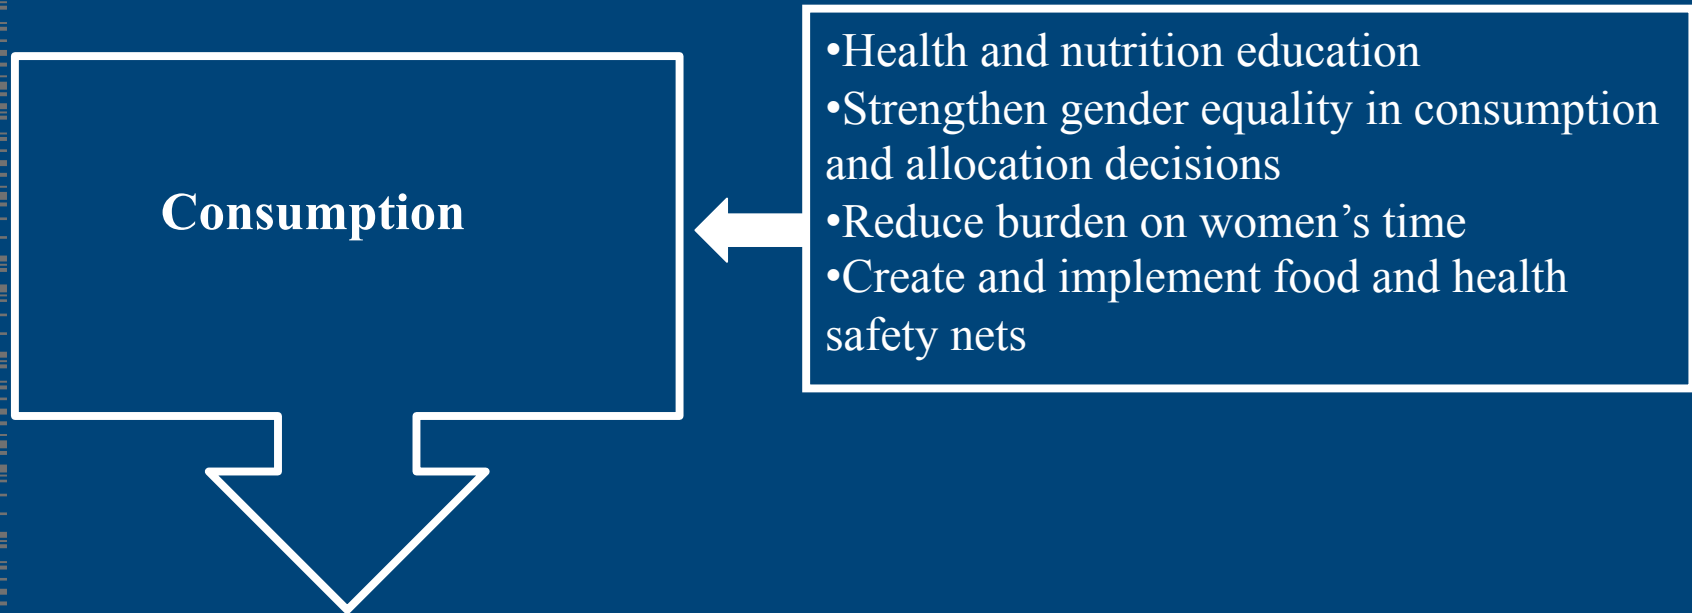 Consumption
•Health and nutrition education
•Strengthen gender equality in consumption
and allocation decisions
•Reduce burden on women’s time
•Create and implement food and health
safety nets